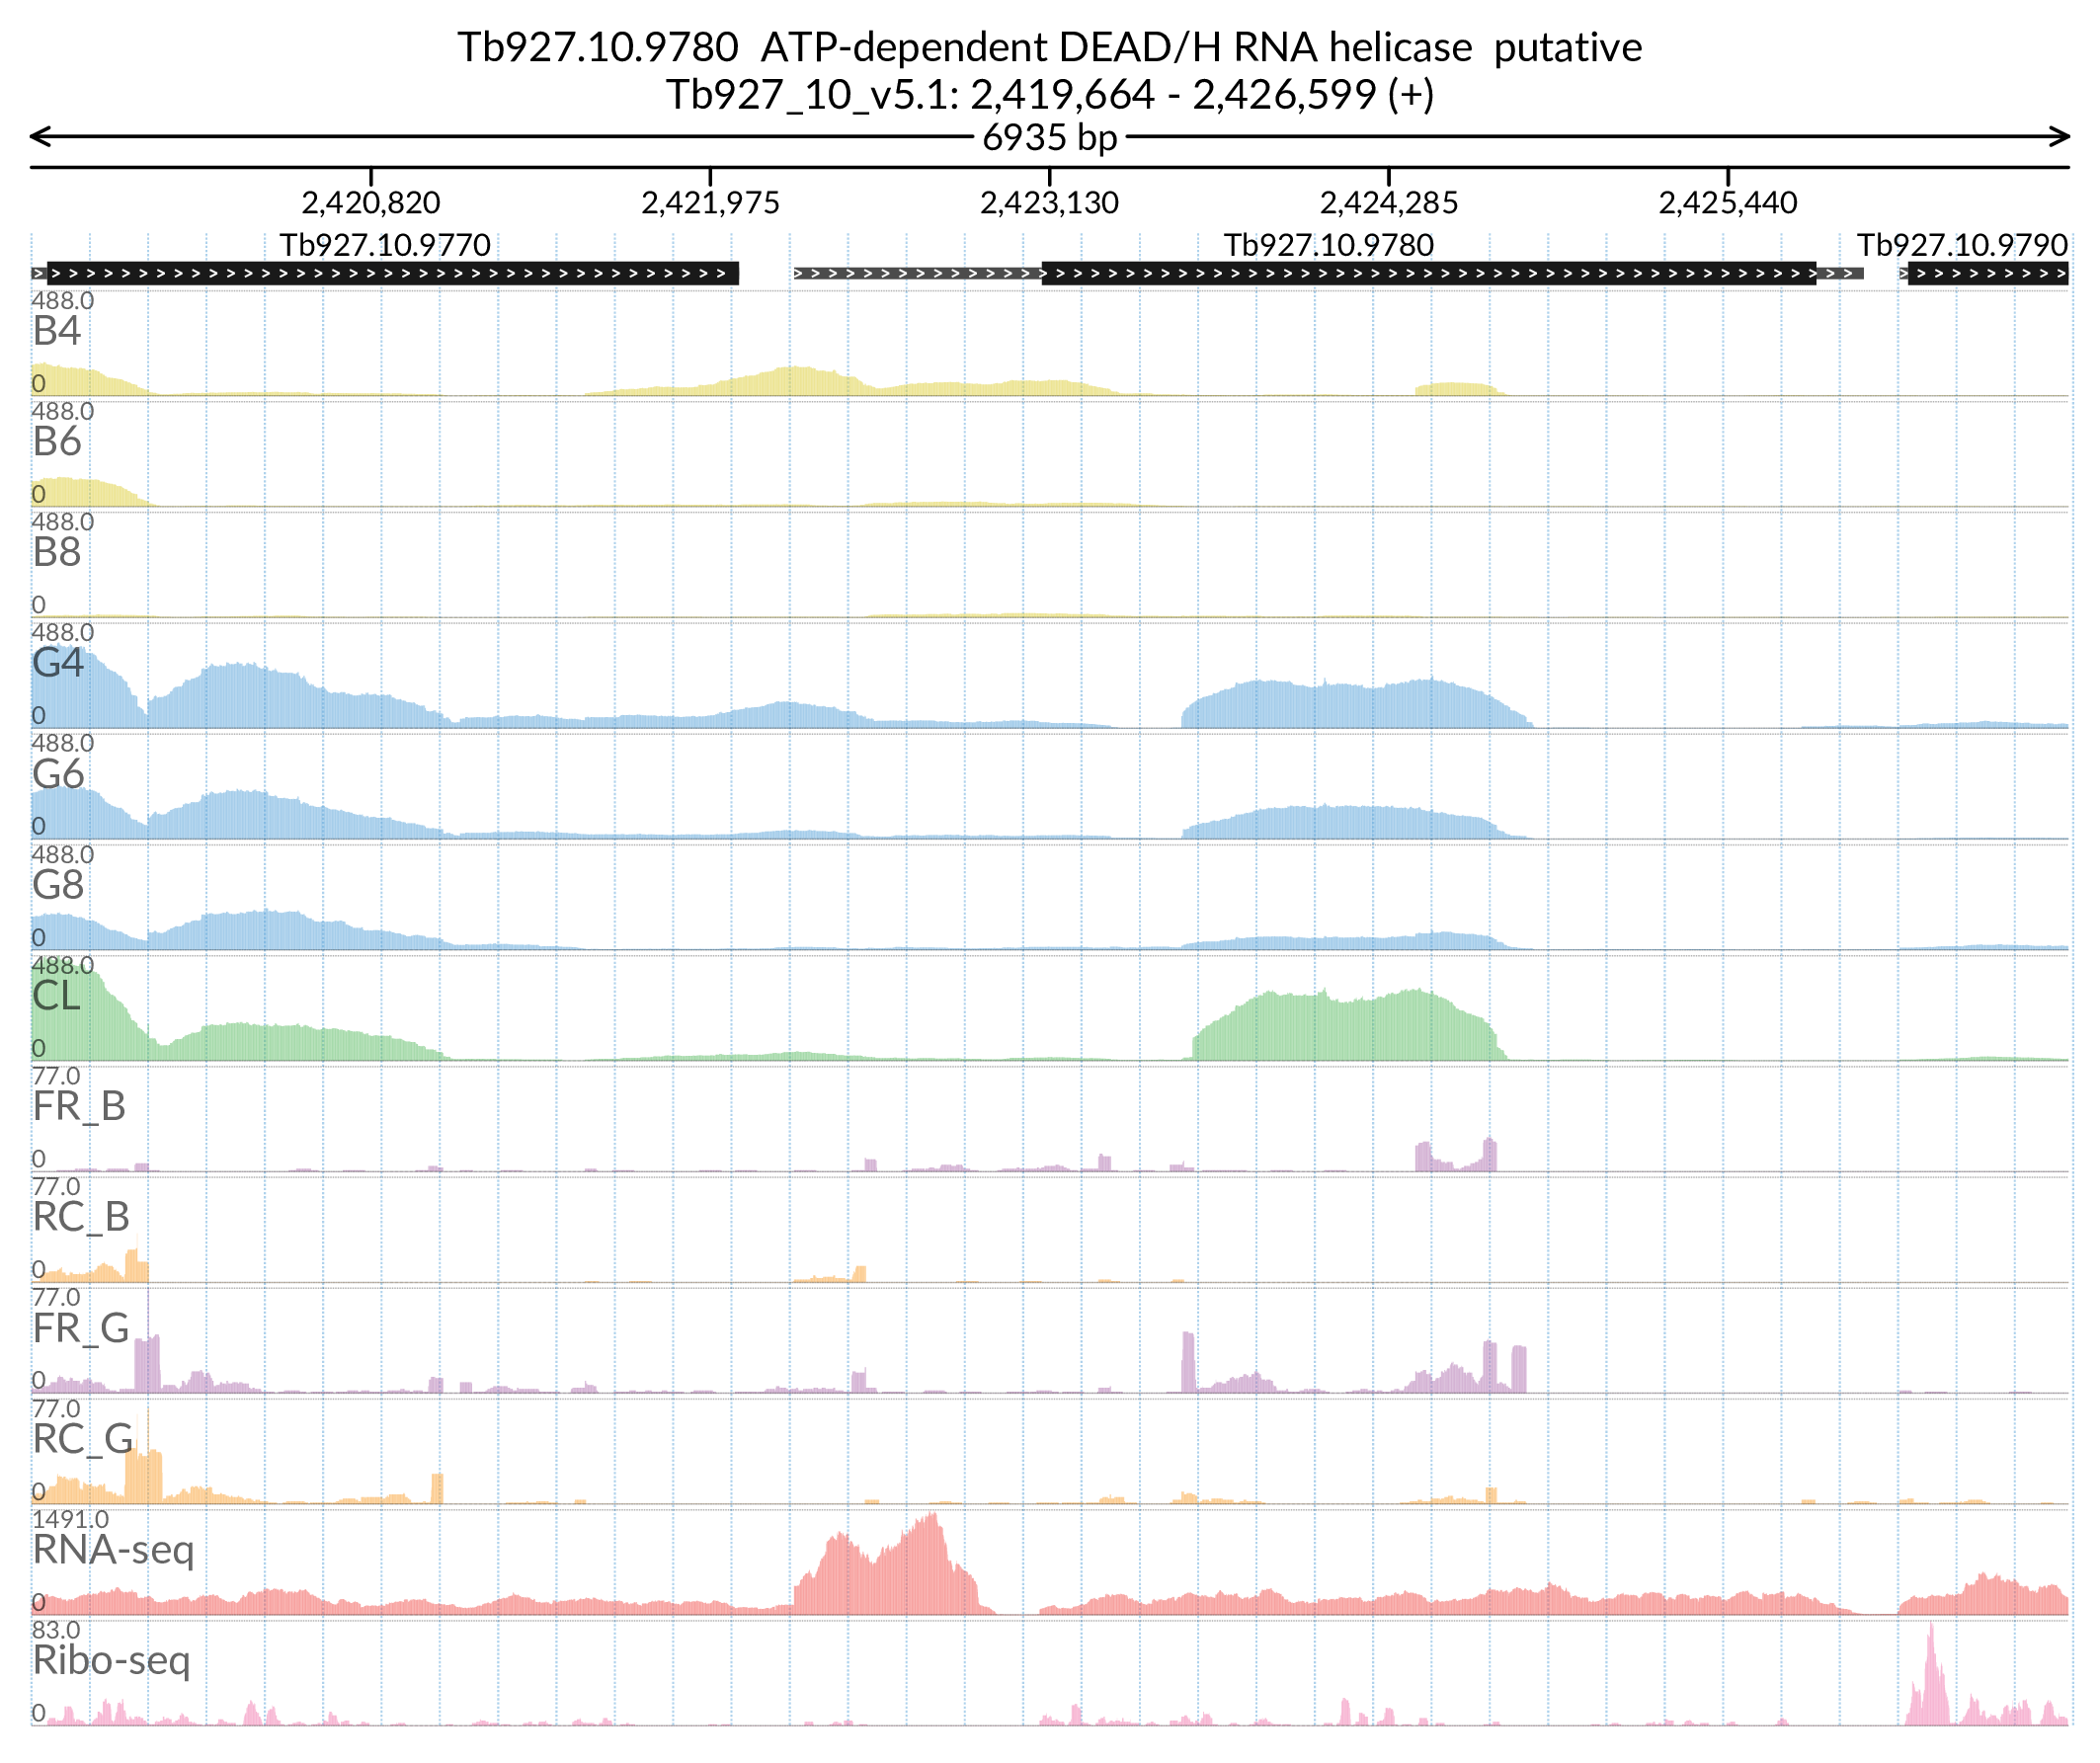 Tb927.10.9780 ATP-dependent DEAD/H RNA helicase putative
Tb927_10_v5.1: 2,419,664 - 2,426,599 (+)
6935 bp
2,420,820 2,421,975 2,423,130 2,424,285 2,425,440
Tb927.10.9770 Tb927.10.9780 Tb927.10.9790
488.0
B4
0
488.0
B6
0
488.0
B8
0
488.0
G4
0
488.0
G6
0
488.0
G8
0
488.0
CL
0
77.0
FR_B
0
77.0
RC_B
0
77.0
FR_G
0
77.0
RC_G
0
1491.0
RNA-seq
0
83.0
Ribo-seq
0